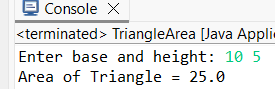 Console
<terminated> TriangleArea [Java Applic
Enter base and height: 10 5
Area of Triangle = 25.0